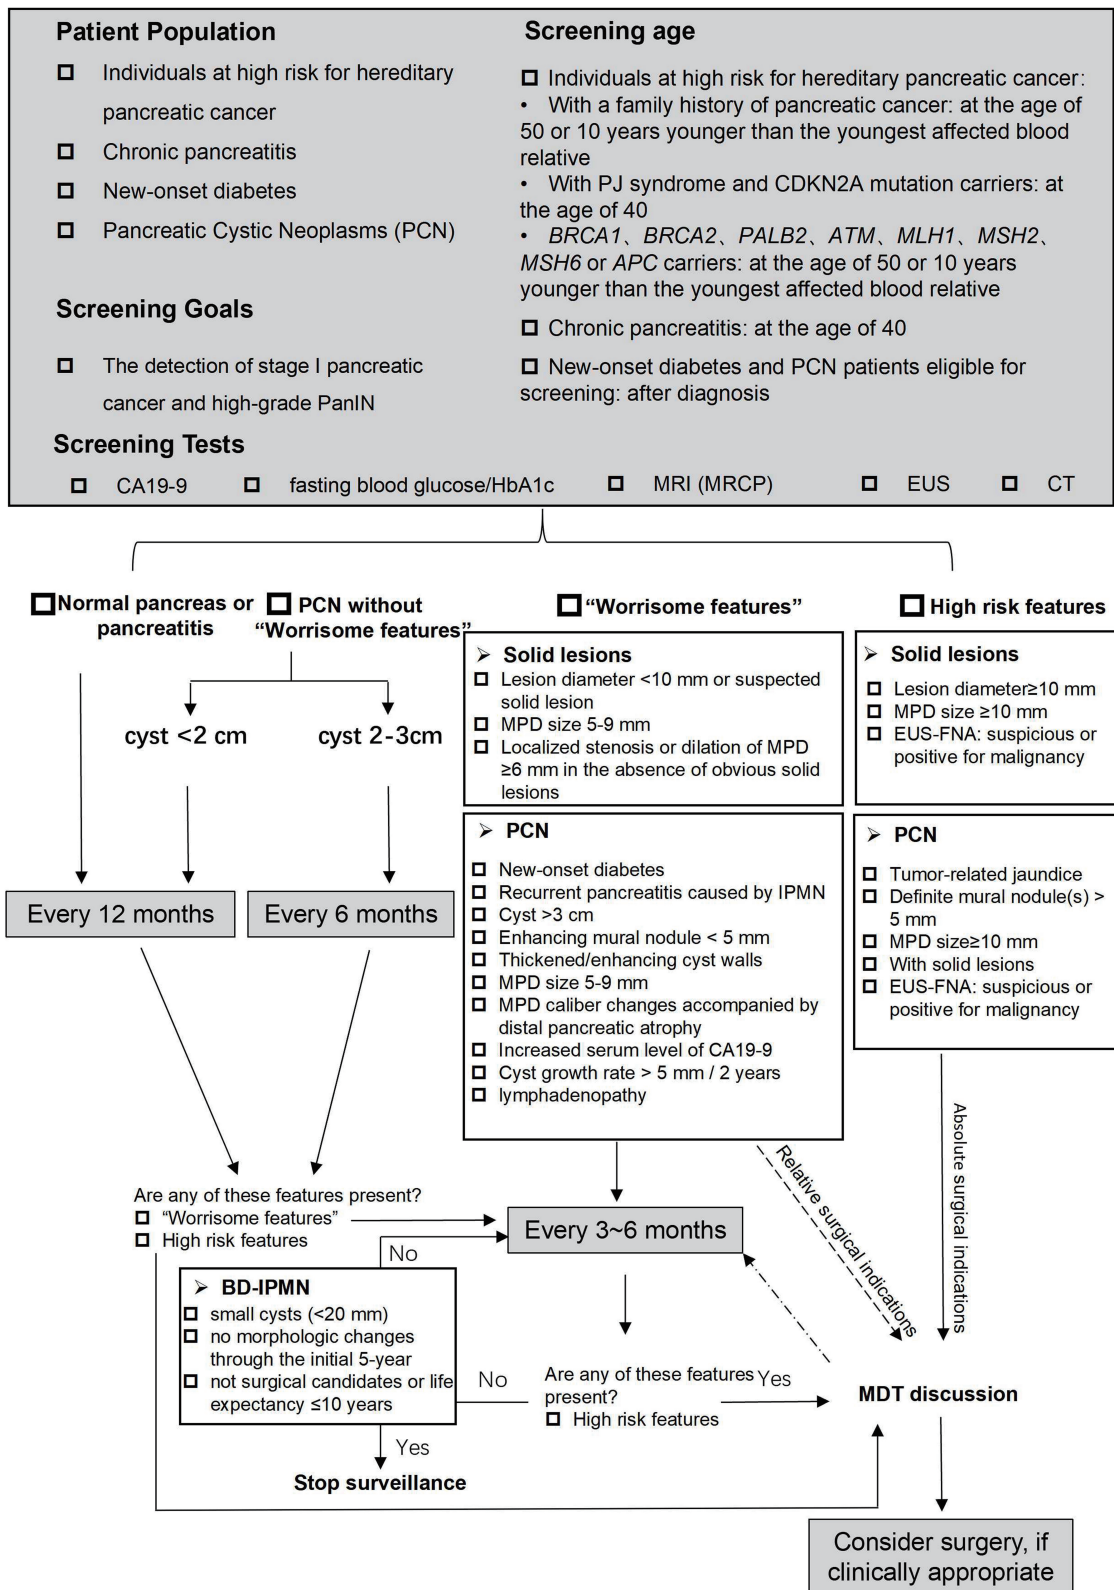 Patient Population
Individuals at high risk for hereditary
pancreatic cancer
Chronic pancreatitis
New-onset diabetes
Pancreatic Cystic Neoplasms (PCN)
Screening Goals
The detection of stage I pancreatic
cancer and high-grade PanIN
Screening age
Individuals at high risk for hereditary pancreatic cancer:
• With a family history of pancreatic cancer: at the age of
50 or 10 years younger than the youngest affected blood
relative
• With PJ syndrome and CDKN2A mutation carriers: at
the age of 40
• BRCA1、BRCA2、PALB2、ATM、MLH1、MSH2、
MSH6 or APC carriers: at the age of 50 or 10 years
younger than the youngest affected blood relative
Chronic pancreatitis: at the age of 40
New-onset diabetes and PCN patients eligible for
screening: after diagnosis
Screening Tests
CA19-9 fasting blood glucose/HbA1c MRI (MRCP) EUS CT
Normal pancreas or
pancreatitis
PCN without
“Worrisome features”
“Worrisome features”
High risk features
cyst <2 cm
cyst 2-3cm
Every 12 months
Every 6 months
➢ Solid lesions
Lesion diameter <10 mm or suspected
solid lesion
MPD size 5-9 mm
Localized stenosis or dilation of MPD
≥6 mm in the absence of obvious solid
lesions
➢ PCN
New-onset diabetes
Recurrent pancreatitis caused by IPMN
Cyst >3 cm
Enhancing mural nodule < 5 mm
Thickened/enhancing cyst walls
MPD size 5-9 mm
MPD caliber changes accompanied by
distal pancreatic atrophy
Increased serum level of CA19-9
Cyst growth rate > 5 mm / 2 years
lymphadenopathy
➢ Solid lesions
Lesion diameter≥10 mm
MPD size ≥10 mm
EUS-FNA: suspicious or
positive for malignancy
➢ PCN
Tumor-related jaundice
Definite mural nodule(s) >
5 mm
MPD size≥10 mm
With solid lesions
EUS-FNA: suspicious or
positive for malignancy
Relative surgical indications
Absolute surgical indications
Are any of these features present?
“Worrisome features”
High risk features
Every 3~6 months
No
➢ BD-IPMN
small cysts (<20 mm)
no morphologic changes
through the initial 5-year
not surgical candidates or life
expectancy ≤10 years
No
Are any of these features
present?
High risk features
Yes
MDT discussion
Yes
Stop surveillance
Consider surgery, if
clinically appropriate